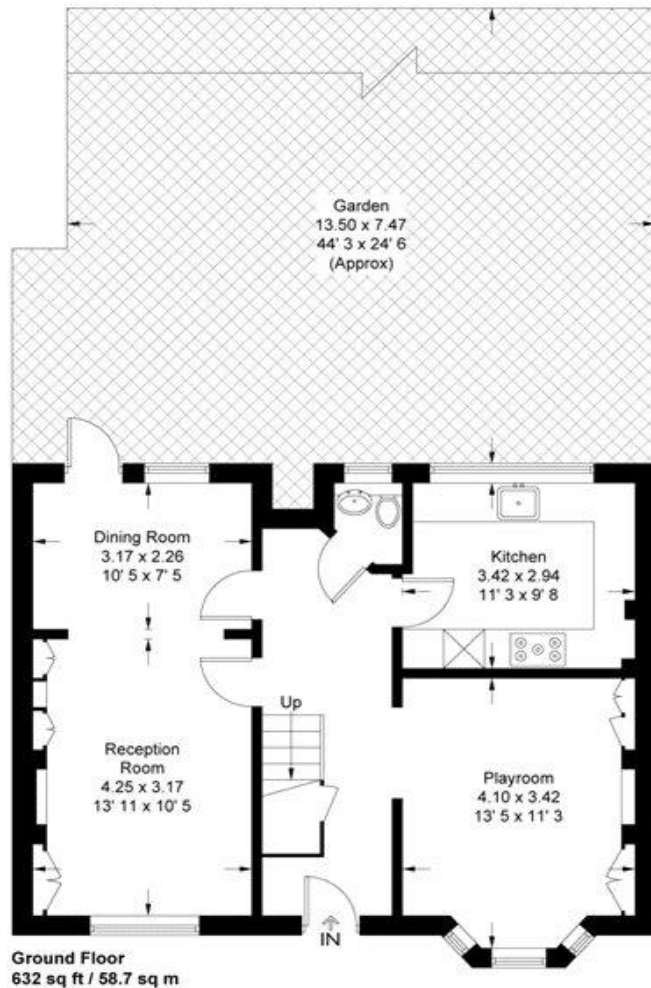 Garden
13.50 x 7.47
44' 3 x 24' 6
(Approx)
Dining Room
3.17 x 2.26
10' 5 x 7' 5
Kitchen
3.42 x 2.94
11' 3 x 9' 8
Up
Reception
Room
4.25 x 3.17
13' 11 x 10' 5
Playroom
4.10 x 3.42
13' 5 x 11' 3
IN
Ground Floor
632 sq ft / 58.7 sq m